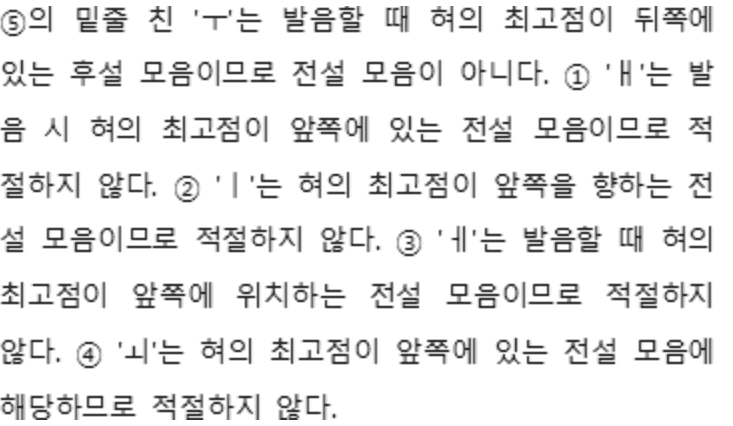 ⑤의 밑줄 친 'ㅜ'는 발음할 때 혀의 최고점이 뒤쪽에
있는 후설 모음이므로 전설 모음이 아니다. ① 'ㅐ'는 발
음 시 혀의 최고점이 앞쪽에 있는 전설 모음이므로 적
절하지 않다. ② 'ㅣ'는 혀의 최고점이 앞쪽을 향하는 전
설 모음이므로 적절하지 않다. ③ 'ㅔ'는 발음할 때 혀의
최고점이 앞쪽에 위치하는 전설 모음이므로 적절하지
않다. ④ 'ㅚ'는 혀의 최고점이 앞쪽에 있는 전설 모음에
해당하므로 적절하지 않다.